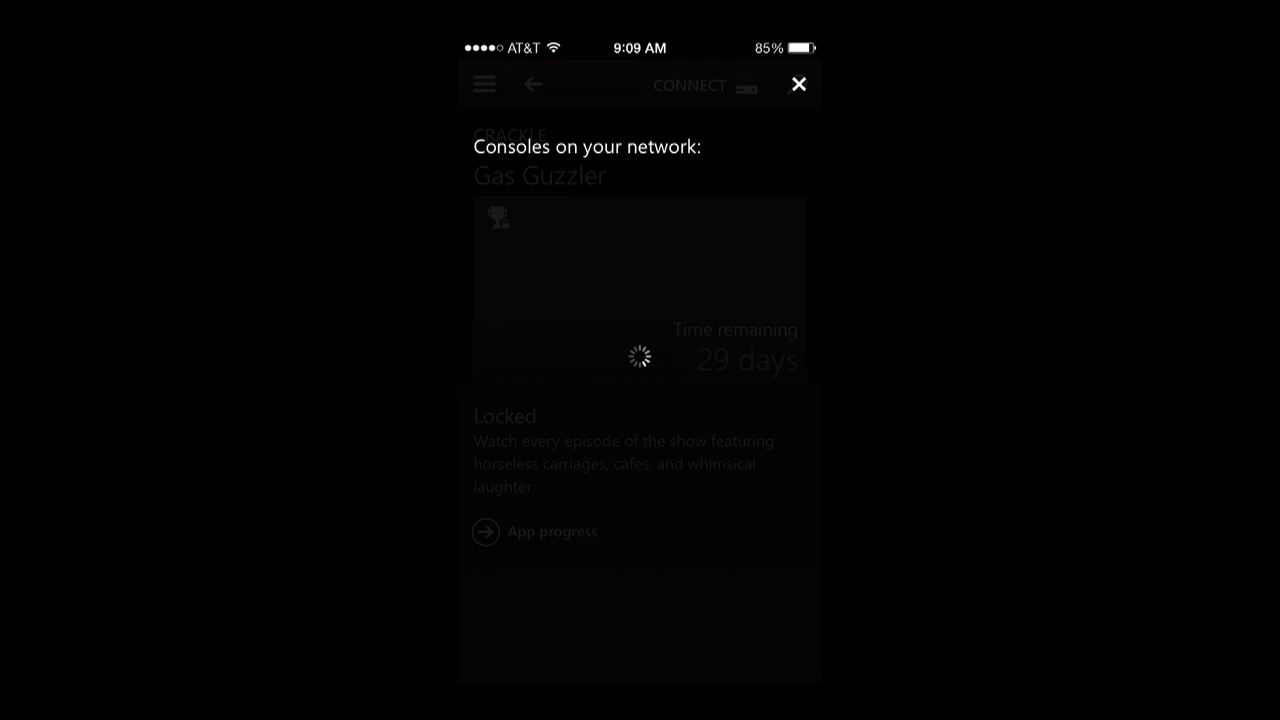 AT&T 9:09 AM 85%
CONNECT
CRACKLE
Consoles on your network:
Gas Guzzler
Time remaining
29 days
Locked
Watch every episode of the show featuring
horseless carriages, cafes, and whimsical
laughter
App progress